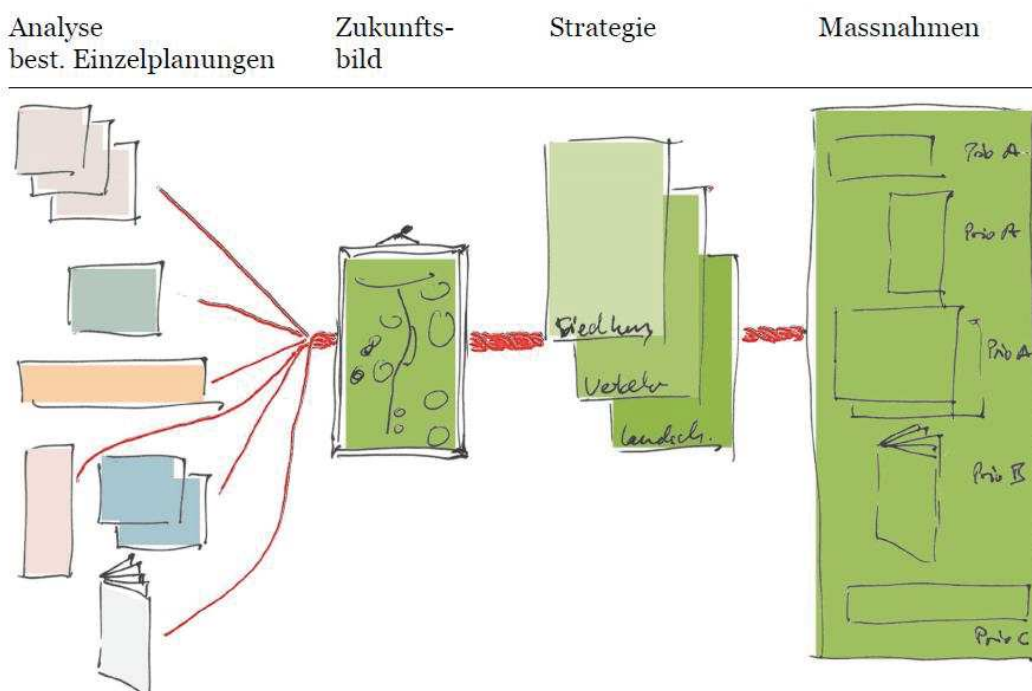 Analyse
best. Einzelplanungen
Zukunfts-
bild
Strategie
Massnahmen
Siedlung
Verkehr
Landsch.
Prio A
Prio A
Prio A
Prio B
Prio C